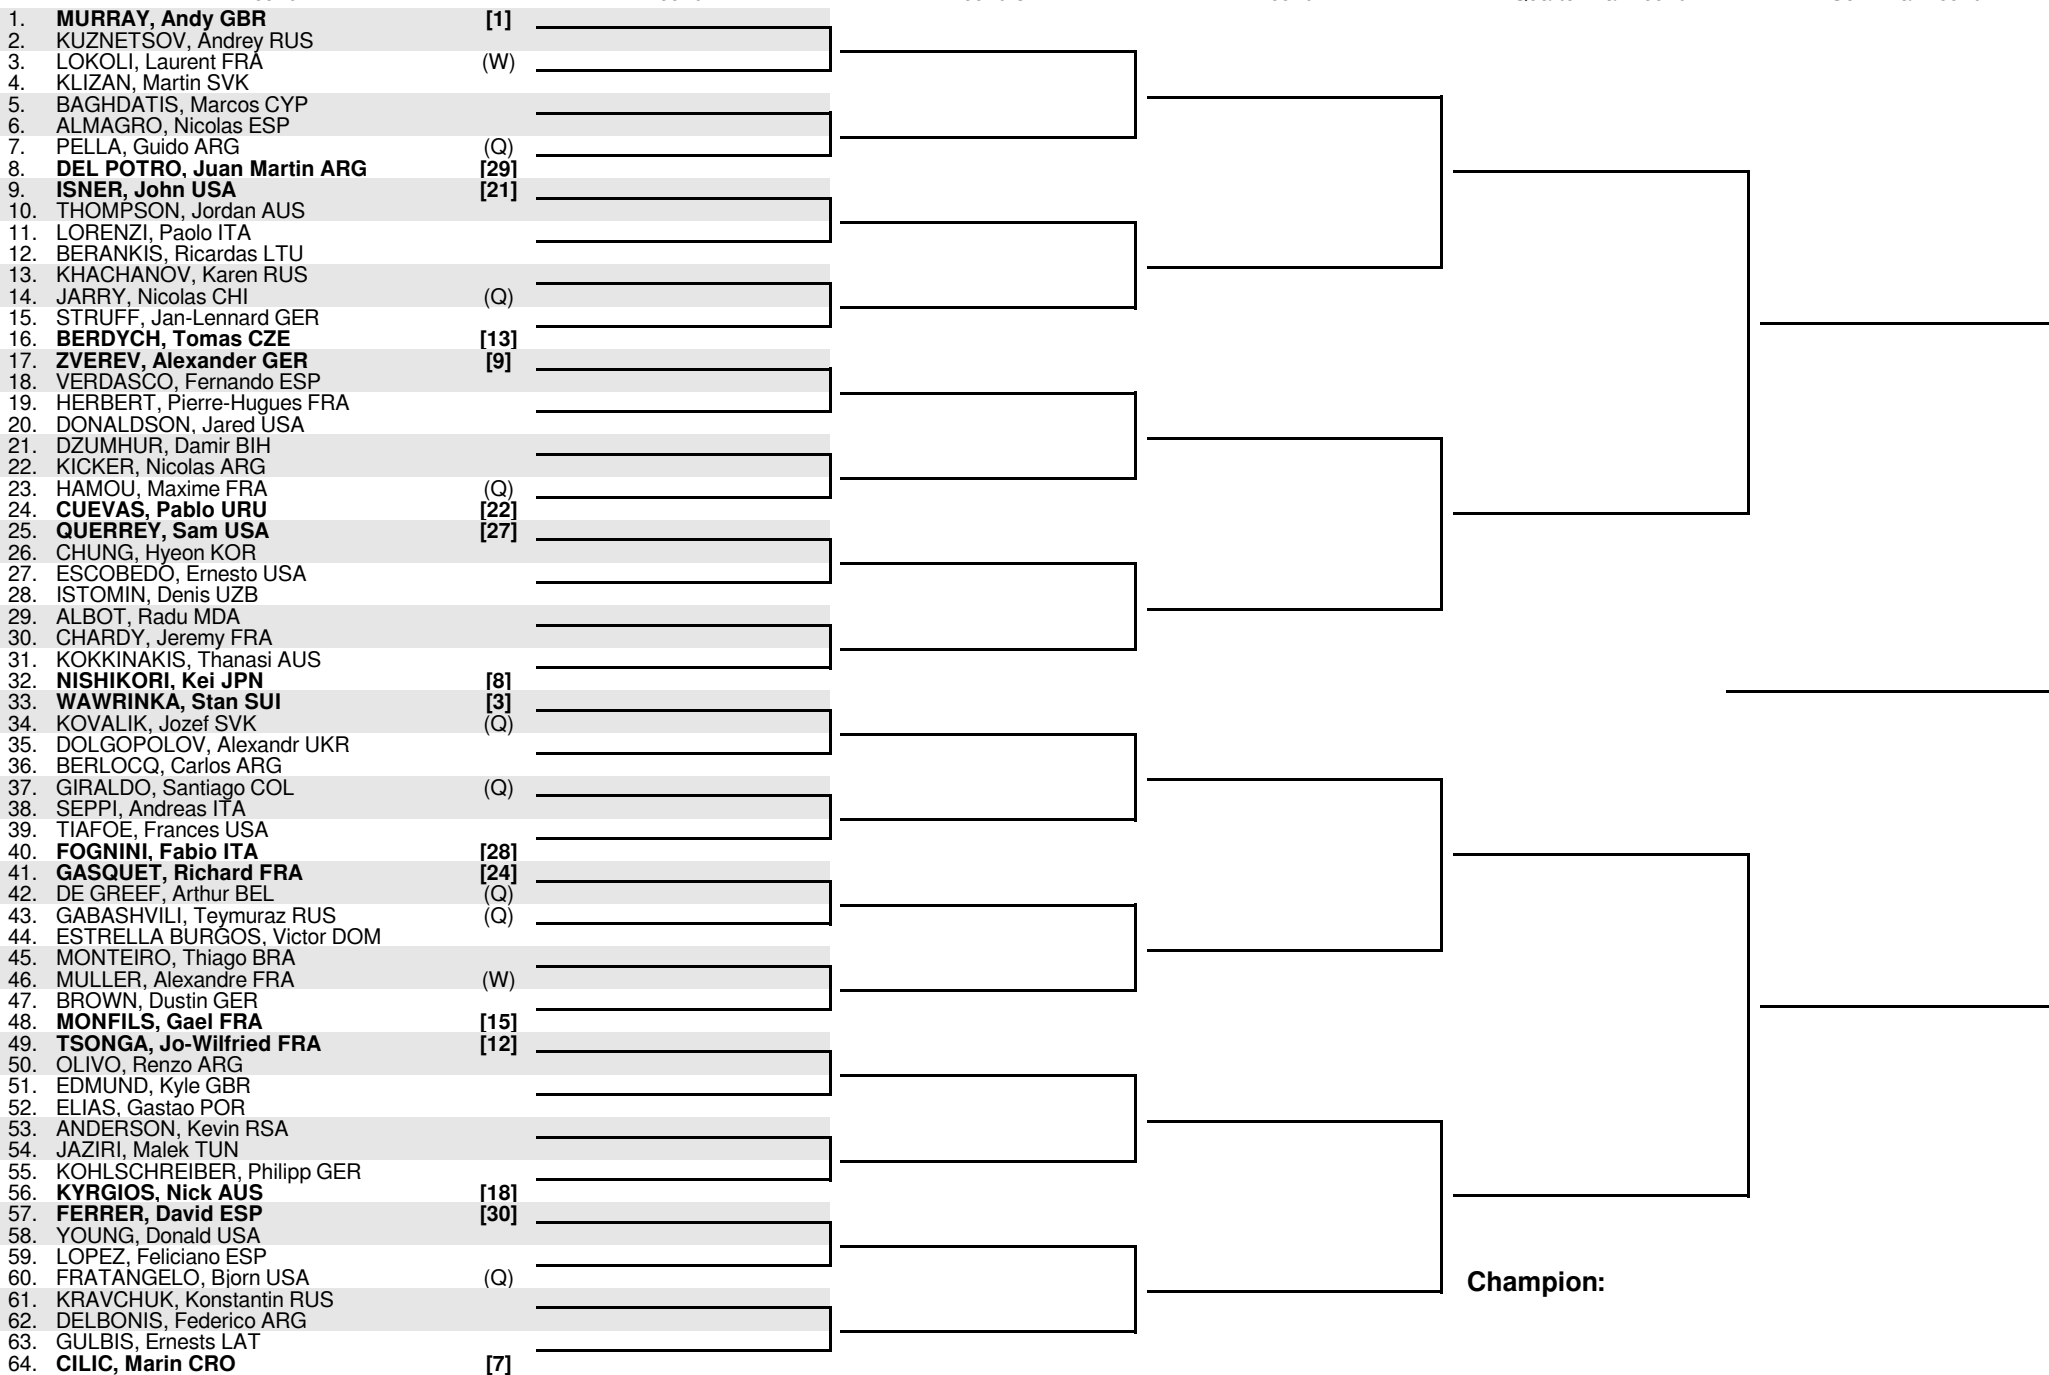 1. MURRAY, Andy GBR [1]
2. KUZNETSOV, Andrey RUS
3. LOKOLI, Laurent FRA (W)
4. KLIZAN, Martin SVK
5. BAGHDATIS, Marcos CYP
6. ALMAGRO, Nicolas ESP
7. PELLA, Guido ARG (Q)
8. DEL POTRO, Juan Martin ARG [29]
9. ISNER, John USA [21]
10. THOMPSON, Jordan AUS
11. LORENZI, Paolo ITA
12. BERANKIS, Ricardas LTU
13. KHACHANOV, Karen RUS
14. JARRY, Nicolas CHI (Q)
15. STRUFF, Jan-Lennard GER
16. BERDYCH, Tomas CZE [13]
17. ZVEREV, Alexander GER [9]
18. VERDASCO, Fernando ESP
19. HERBERT, Pierre-Hugues FRA
20. DONALDSON, Jared USA
21. DZUMHUR, Damir BIH
22. KICKER, Nicolas ARG
23. HAMOU, Maxime FRA (Q)
24. CUEVAS, Pablo URU [22]
25. QUERREY, Sam USA [27]
26. CHUNG, Hyeon KOR
27. ESCOBEDO, Ernesto USA
28. ISTOMIN, Denis UZB
29. ALBOT, Radu MDA
30. CHARDY, Jeremy FRA
31. KOKKINAKIS, Thanasi AUS
32. NISHIKORI, Kei JPN [8]
33. WAWRINKA, Stan SUI [3]
34. KOVALIK, Jozef SVK (Q)
35. DOLGOPOLOV, Alexandr UKR
36. BERLOCQ, Carlos ARG
37. GIRALDO, Santiago COL (Q)
38. SEPPI, Andreas ITA
39. TIAFOE, Frances USA
40. FOGNINI, Fabio ITA [28]
41. GASQUET, Richard FRA [24]
42. DE GREEF, Arthur BEL (Q)
43. GABASHVILI, Teymuraz RUS (Q)
44. ESTRELLA BURGOS, Victor DOM
45. MONTEIRO, Thiago BRA
46. MULLER, Alexandre FRA (W)
47. BROWN, Dustin GER
48. MONFILS, Gael FRA [15]
49. TSONGA, Jo-Wilfried FRA [12]
50. OLIVO, Renzo ARG
51. EDMUND, Kyle GBR
52. ELIAS, Gastao POR
53. ANDERSON, Kevin RSA
54. JAZIRI, Malek TUN
55. KOHLSCHREIBER, Philipp GER
56. KYRGIOS, Nick AUS [18]
57. FERRER, David ESP [30]
58. YOUNG, Donald USA
59. LOPEZ, Feliciano ESP
60. FRATANGELO, Bjorn USA (Q)
Champion:
61. KRAVCHUK, Konstantin RUS
62. DELBONIS, Federico ARG
63. GULBIS, Ernests LAT
64. CILIC, Marin CRO [7]